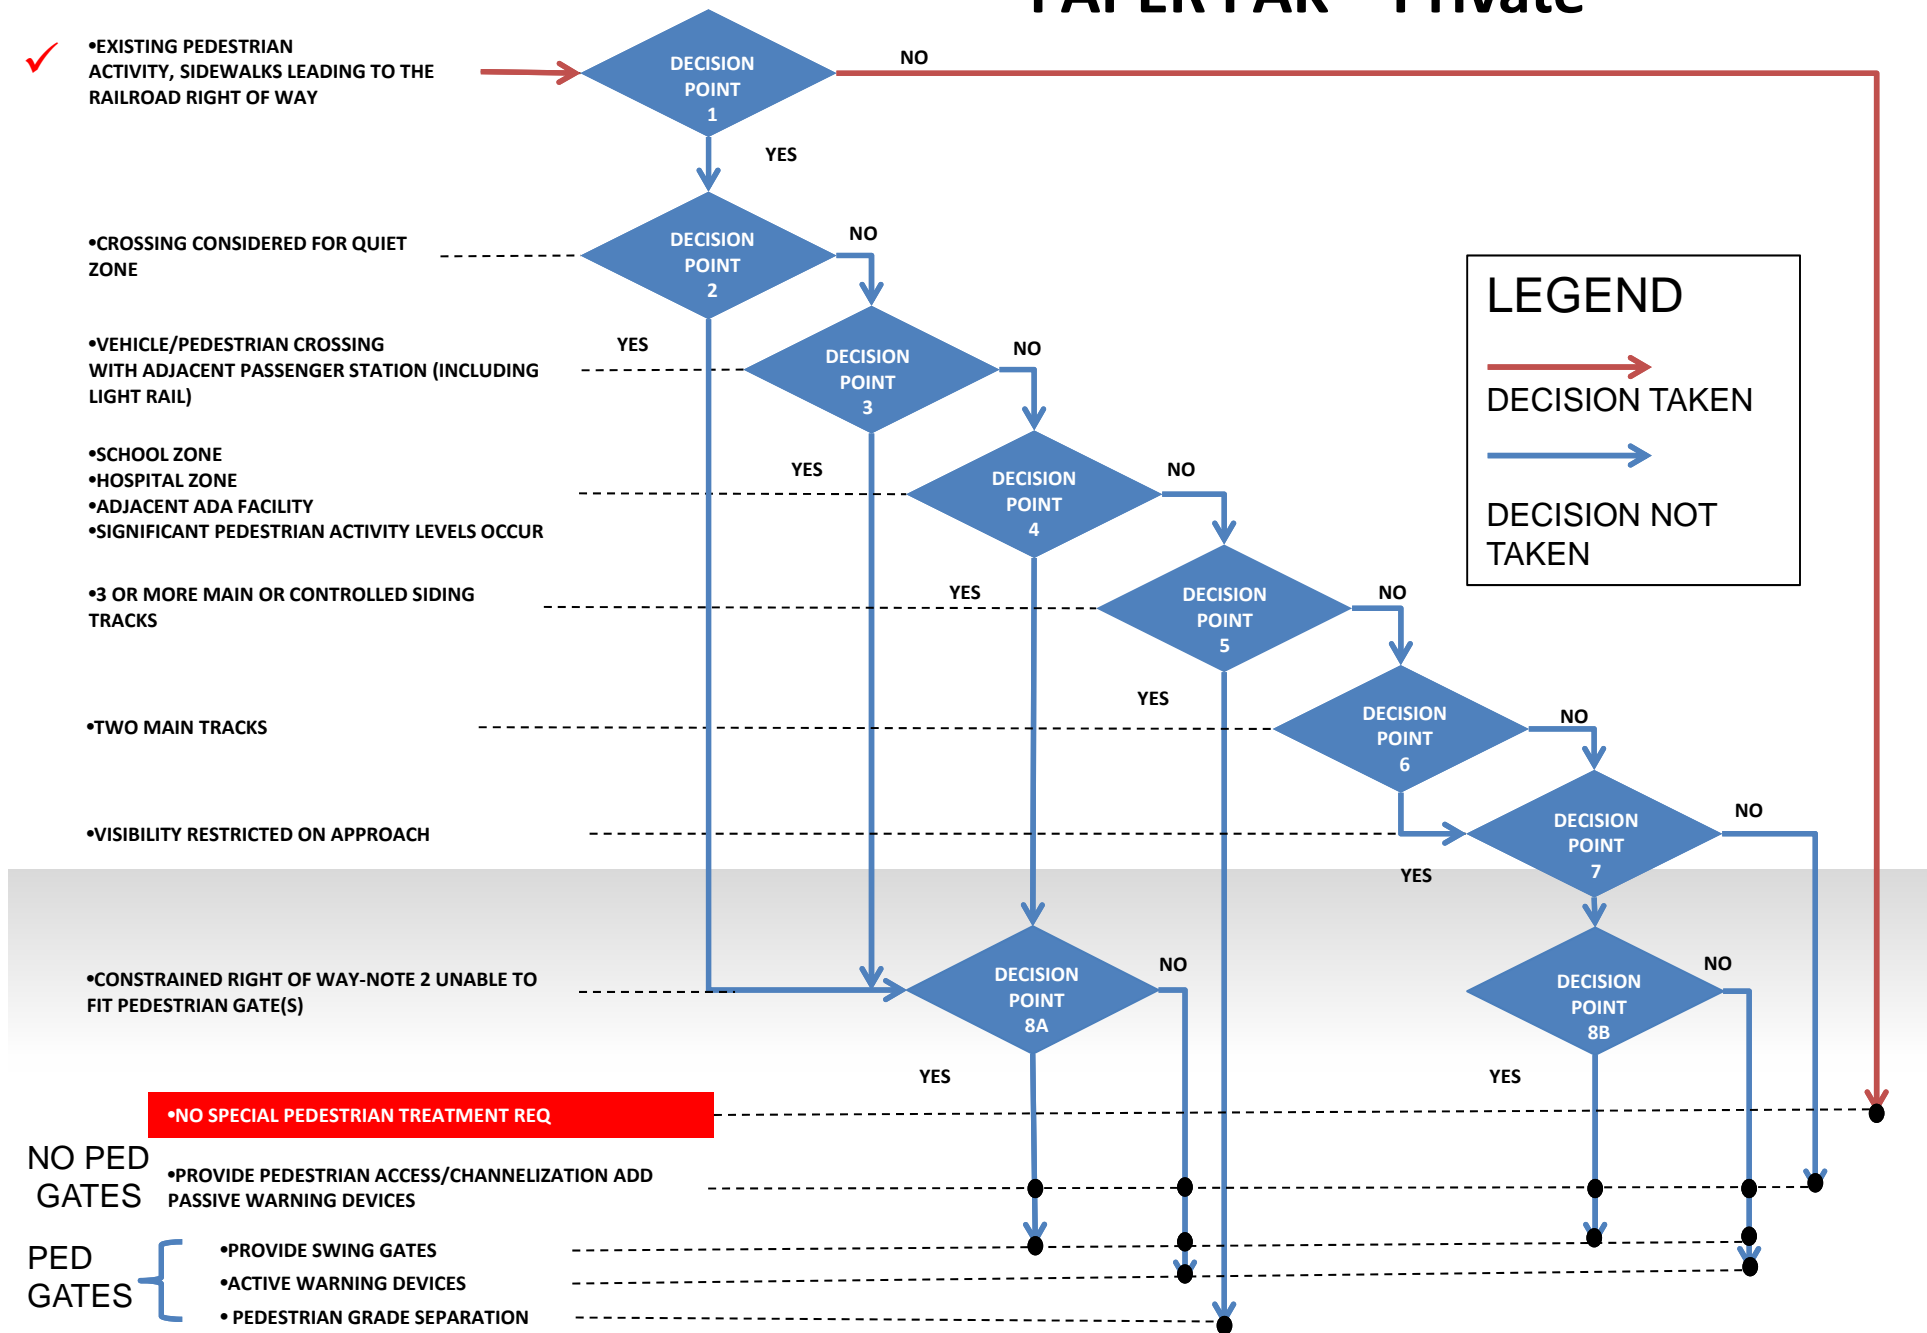 PAPER PAK – Private
•EXISTING PEDESTRIAN
ACTIVITY, SIDEWALKS LEADING TO THE
RAILROAD RIGHT OF WAY
DECISION
POINT
1
NO
YES
•CROSSING CONSIDERED FOR QUIET
ZONE
DECISION
POINT
2
NO
YES
•VEHICLE/PEDESTRIAN CROSSING
WITH ADJACENT PASSENGER STATION (INCLUDING
LIGHT RAIL)
DECISION
POINT
3
NO
YES
•SCHOOL ZONE
•HOSPITAL ZONE
•ADJACENT ADA FACILITY
•SIGNIFICANT PEDESTRIAN ACTIVITY LEVELS OCCUR
DECISION
POINT
4
NO
YES
•3 OR MORE MAIN OR CONTROLLED SIDING
TRACKS
DECISION
POINT
5
NO
YES
•TWO MAIN TRACKS
DECISION
POINT
6
NO
YES
•VISIBILITY RESTRICTED ON APPROACH
DECISION
POINT
7
NO
LEGEND
DECISION TAKEN
DECISION NOT
TAKEN
•CONSTRAINED RIGHT OF WAY-NOTE 2 UNABLE TO
FIT PEDESTRIAN GATE(S)
DECISION
POINT
8A
NO
YES
DECISION
POINT
8B
NO
YES
•NO SPECIAL PEDESTRIAN TREATMENT REQ
NO PED
GATES
•PROVIDE PEDESTRIAN ACCESS/CHANNELIZATION ADD
PASSIVE WARNING DEVICES
PED
GATES
•PROVIDE SWING GATES
•ACTIVE WARNING DEVICES
• PEDESTRIAN GRADE SEPARATION